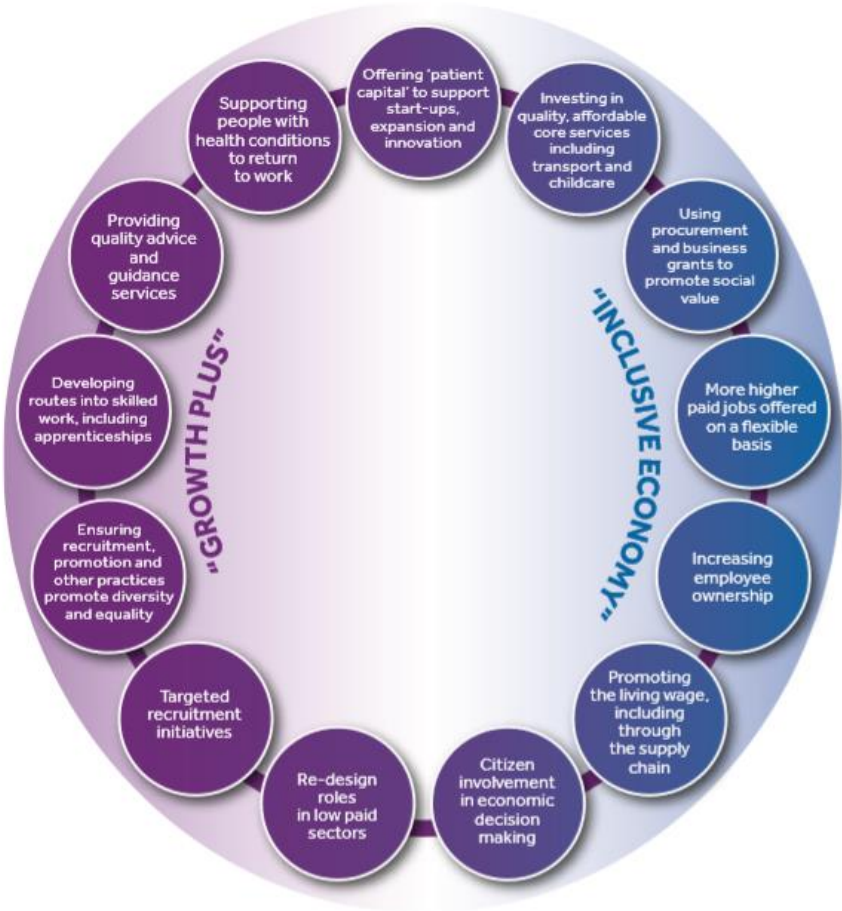 Offering 'patient
capital' to support
start-ups,
expansion and
innovation
Investing in
quality, affordable
core services
including
transport and
childcare
Using
procurement
and business
grants to
promote social
value
More higher
paid jobs offered
on a flexible
basis
Increasing
employee
ownership
Promoting
the living wage,
including
through
the supply
chain
Citizen
involvement
in economic
decision
making
Re-design
roles
in low paid
sectors
Targeted
recruitment
initiatives
Ensuring
recruitment,
promotion and
other practices
promote diversity
and equality
Developing
routes into skilled
work, including
apprenticeships
Providing
quality advice
and
guidance
services
Supporting
people with
health conditions
to return
to work
"GROWTH PLUS"
"INCLUSIVE ECONOMY"